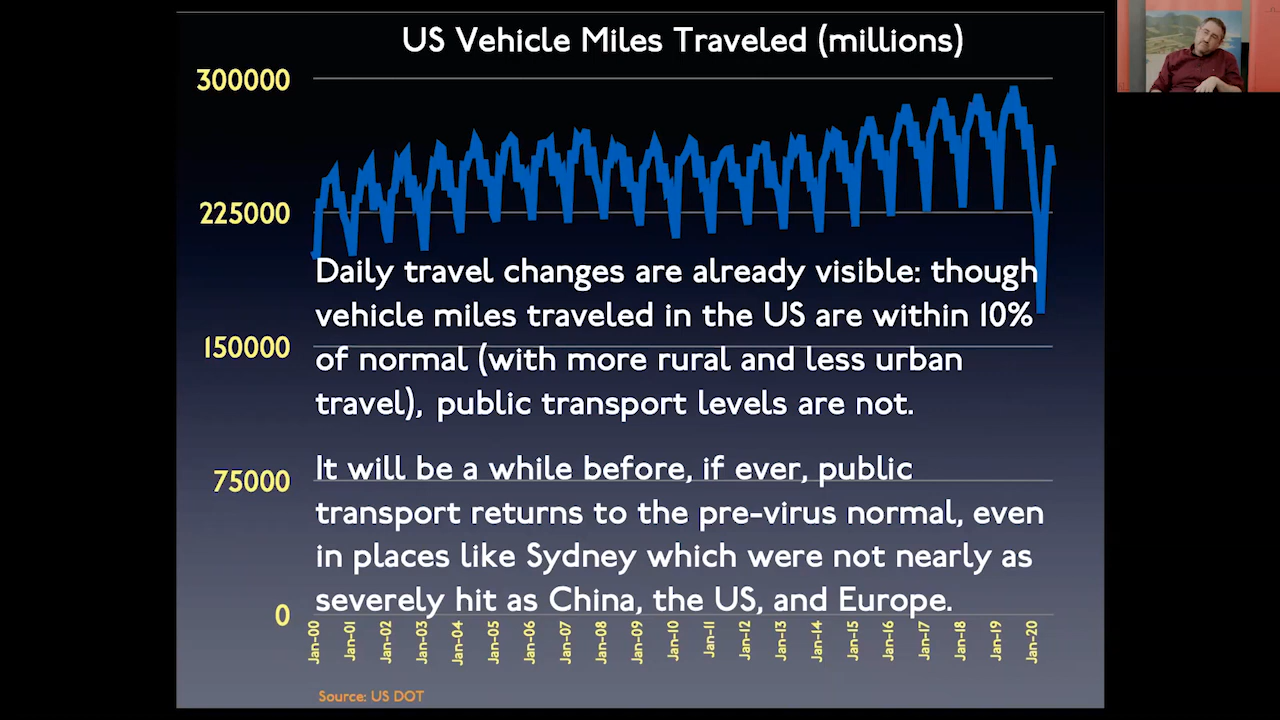 US Vehicle Miles Traveled (millions)
300000
225000
150000
75000
0
Daily travel changes are already visible: though
vehicle miles traveled in the US are within 10%
of normal (with more rural and less urban
travel), public transport levels are not.
It will be a while before, if ever, public
transport returns to the pre-virus normal, even
in places like Sydney which were not nearly as
severely hit as China, the US, and Europe.
Jan-00
Jan-01
Jan-02
Jan-03
Jan-04
Jan-05
Jan-06
Jan-07
Jan-08
Jan-09
Jan-10
Jan-11
Jan-12
Jan-13
Jan-14
Jan-15
Jan-16
Jan-17
Jan-18
Jan-19
Jan-20
Source: US DOT